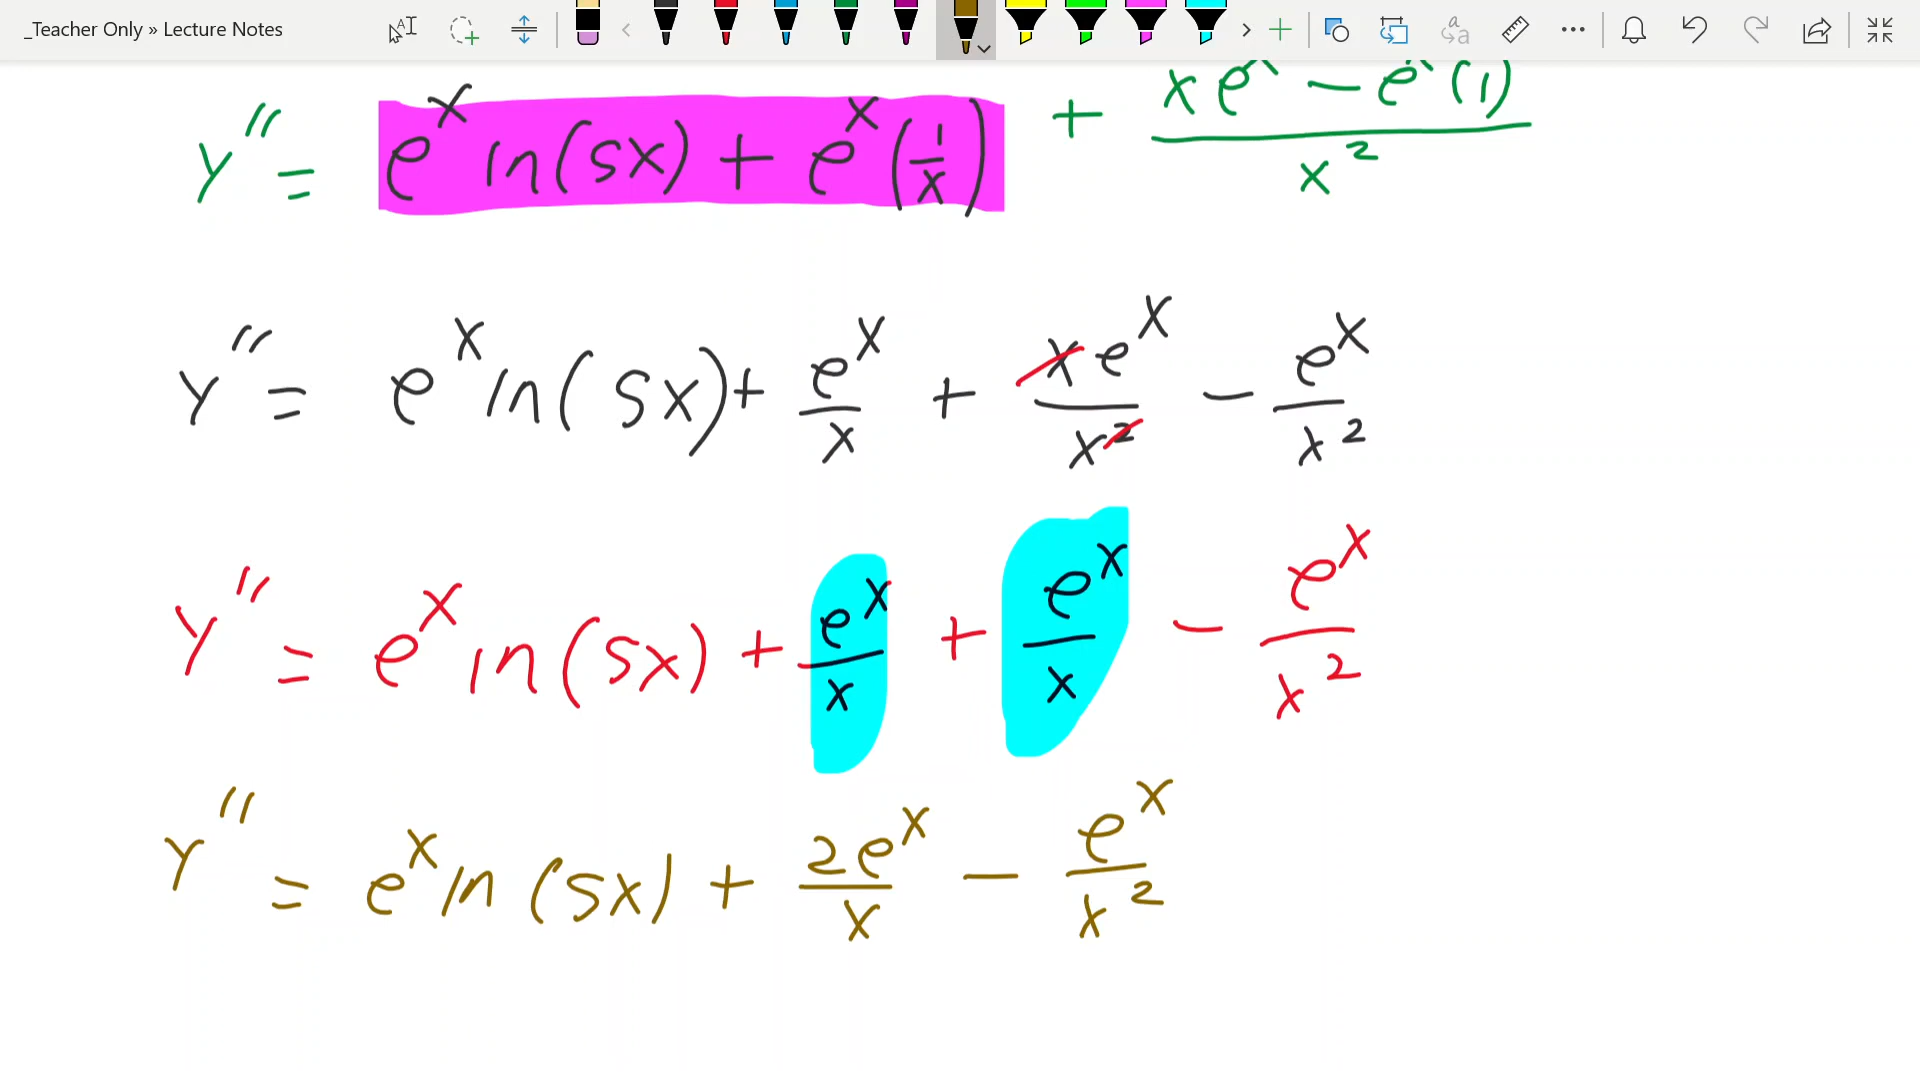 _Teacher Only » Lecture Notes
y″ = e^x ln(5x) + e^x(1/x) + (xe^x − e^x(1))/x²
y″ = e^x ln(5x) + e^x/x + xe^x/x² − e^x/x²
y″ = e^x ln(5x) + e^x/x + e^x/x − e^x/x²
y″ = e^x ln(5x) + 2e^x/x − e^x/x²